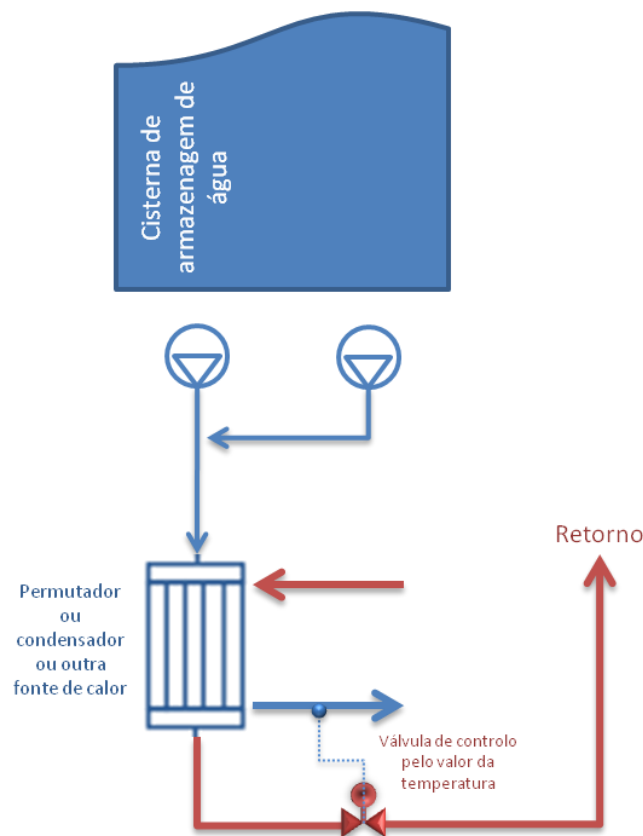 Cisterna de
armazenagem de
água
Retorno
Permutador
ou
condensador
ou outra
fonte de calor
Válvula de controlo
pelo valor da
temperatura